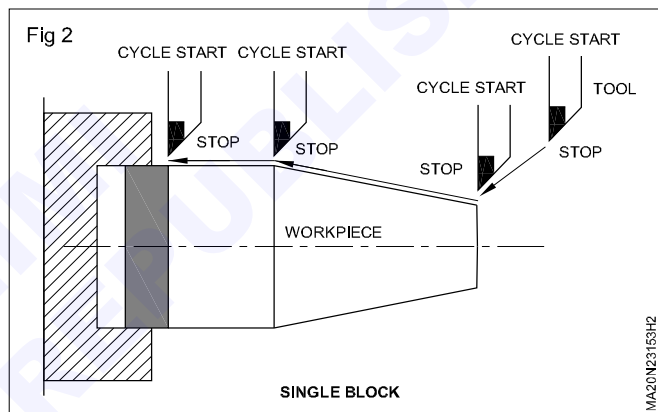 Fig 2
CYCLE START
CYCLE START
CYCLE START
CYCLE START
TOOL
STOP
STOP
STOP
STOP
WORKPIECE
SINGLE BLOCK
MA20N23153H2